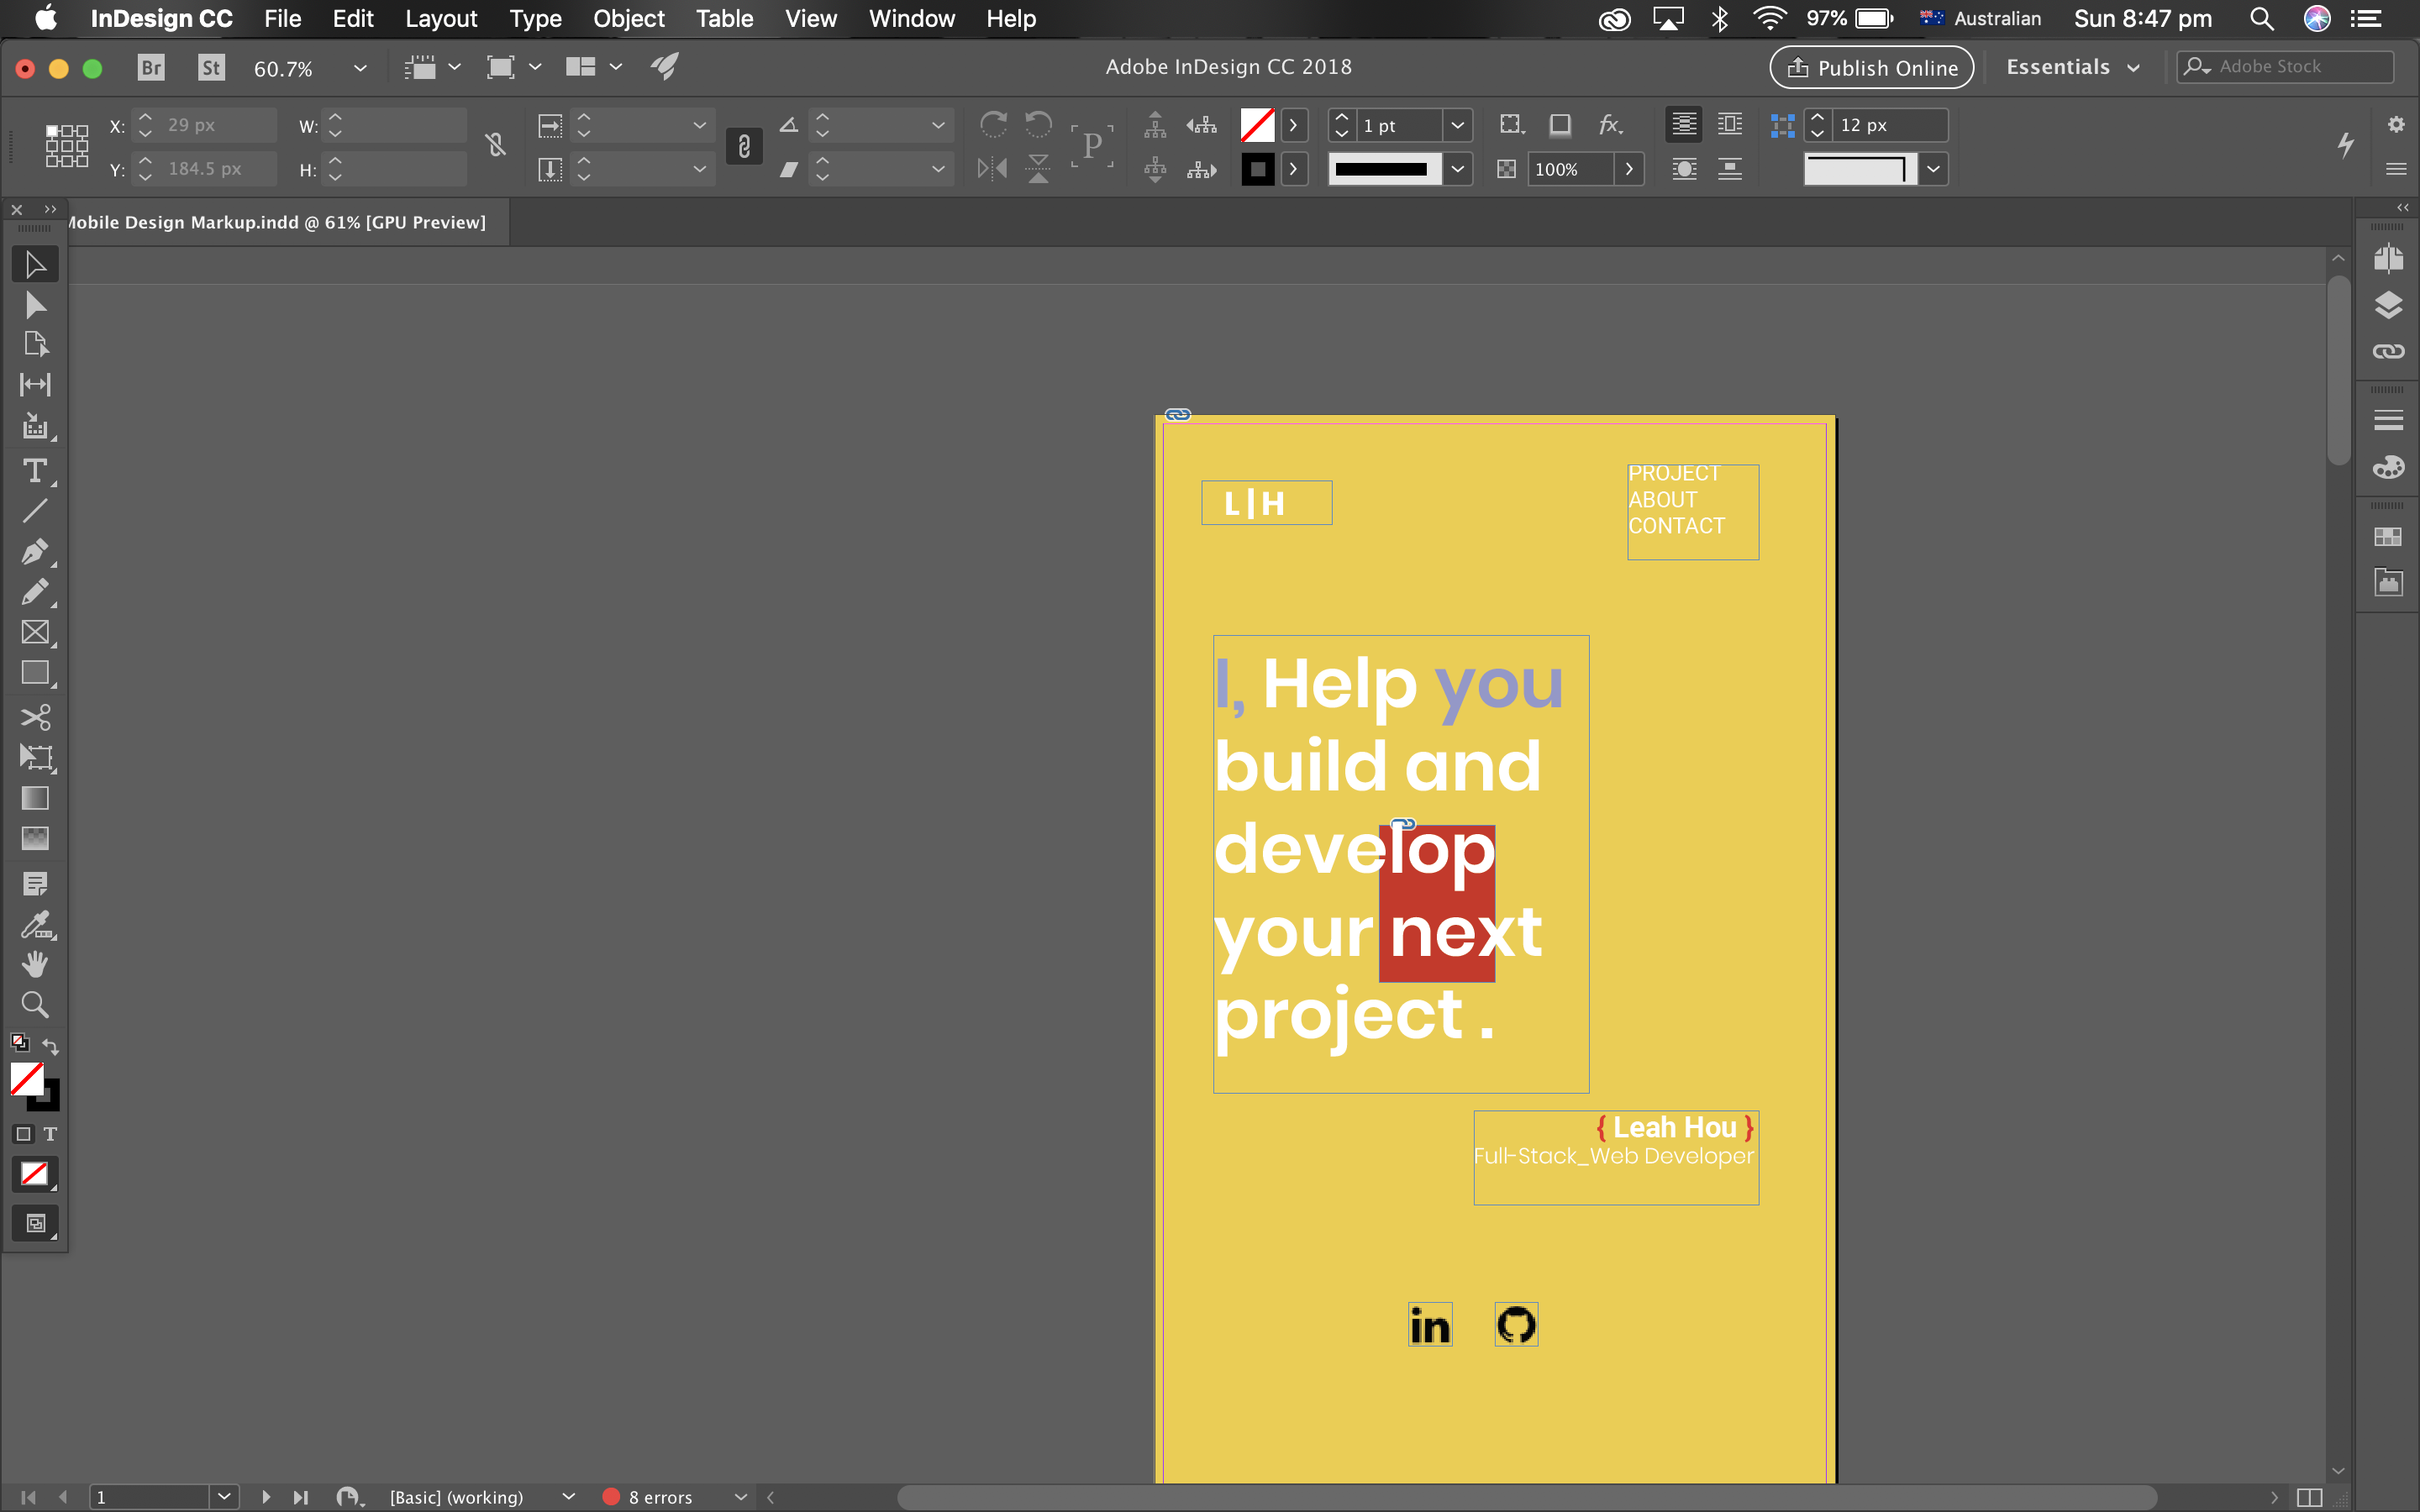 InDesign CC File Edit Layout Type Object Table View Window Help 97% Australian Sun 8:47 pm
Br St 60.7% Adobe InDesign CC 2018 Publish Online Essentials Adobe Stock
X: 29 px W: 1 pt fx. 12 px
Y: 184.5 px H: P 100%
Mobile Design Markup.indd @ 61% [GPU Preview]
L|H
PROJECT
ABOUT
CONTACT
I, Help you
build and
develop
your next
project .
{ Leah Hou }
Full-Stack_Web Developer
in
1 [Basic] (working) 8 errors